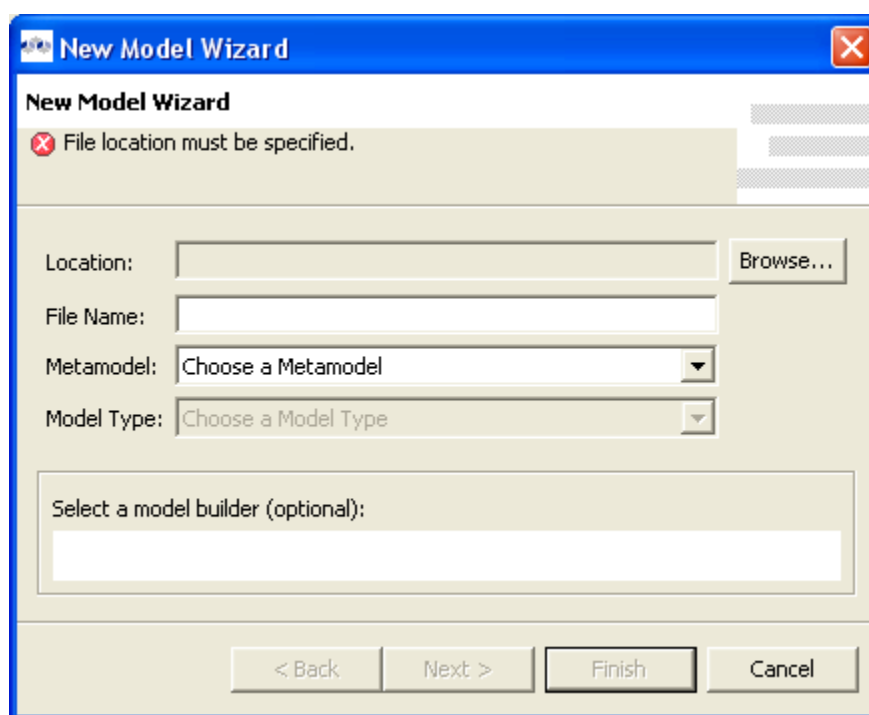 New Model Wizard
New Model Wizard
File location must be specified.
Location:
Browse...
File Name:
Metamodel: Choose a Metamodel
Model Type: Choose a Model Type
Select a model builder (optional):
< Back Next > Finish Cancel